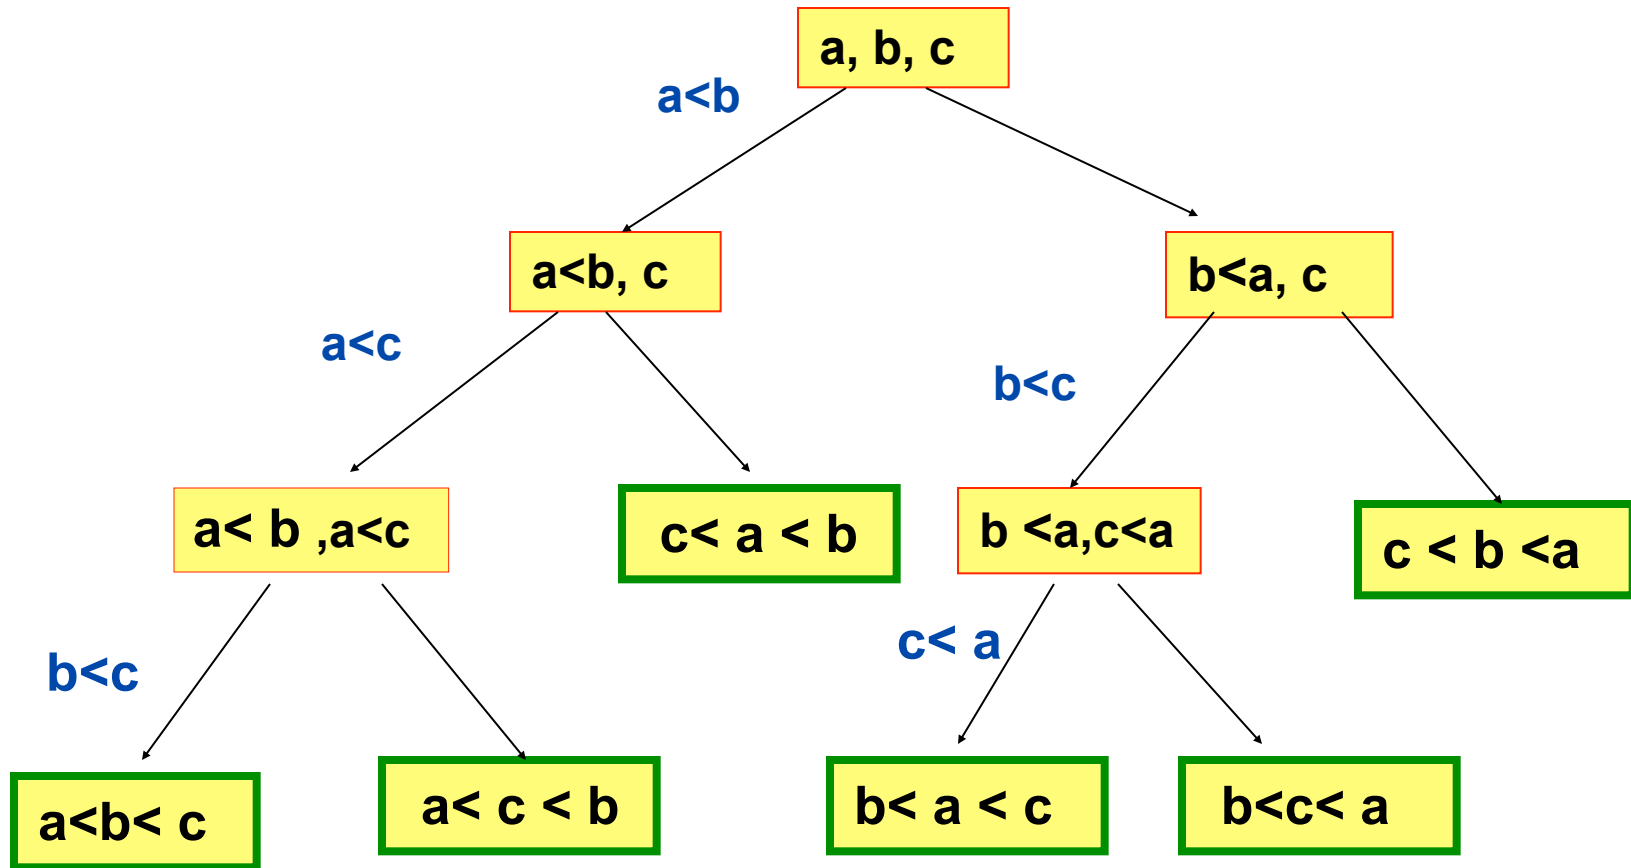 a, b, c
a<b
a<b, c
b<a, c
a<c
b<c
a< b ,a<c
c< a < b
b <a,c<a
c < b <a
b<c
c< a
a<b< c
a< c < b
b< a < c
b<c< a